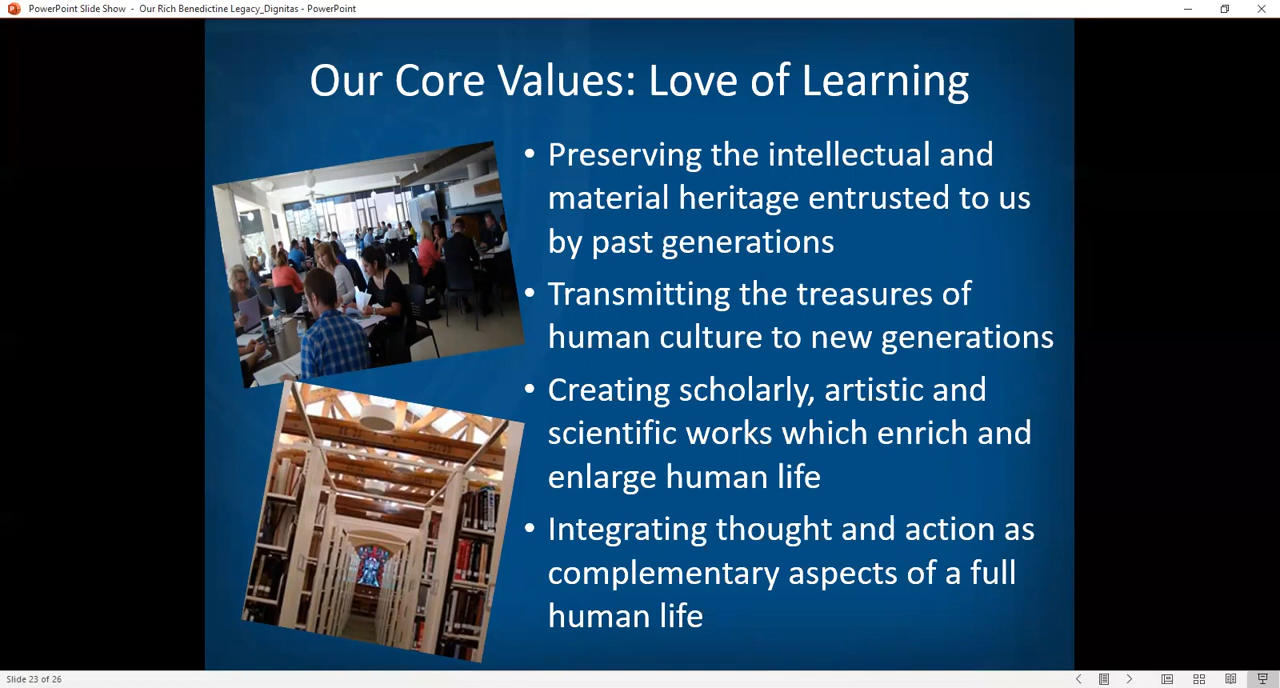 PowerPoint Slide Show - Our Rich Benedictine Legacy_Dignitas - PowerPoint
Our Core Values: Love of Learning
• Preserving the intellectual and
material heritage entrusted to us
by past generations
• Transmitting the treasures of
human culture to new generations
• Creating scholarly, artistic and
scientific works which enrich and
enlarge human life
• Integrating thought and action as
complementary aspects of a full
human life
Slide 23 of 26